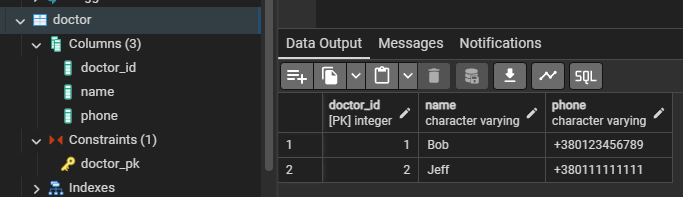 doctor
Columns (3)
doctor_id
name
phone
Constraints (1)
doctor_pk
Indexes
Data Output Messages Notifications
SQL
doctor_id name phone
[PK] integer character varying character varying
1 1 Bob +380123456789
2 2 Jeff +380111111111